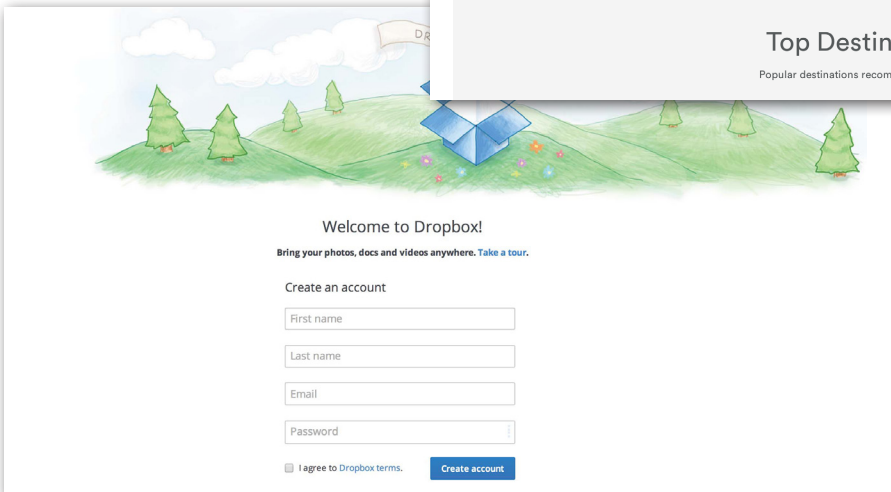 Top Destin
Popular destinations recom
DR
Welcome to Dropbox!
Bring your photos, docs and videos anywhere. Take a tour.
Create an account
First name
Last name
Email
Password
I agree to Dropbox terms.
Create account